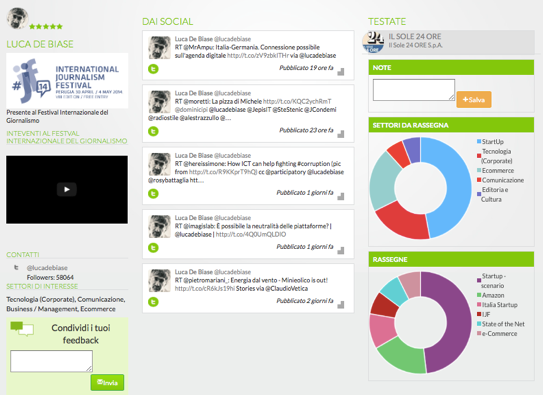 LUCA DE BIASE
INTERNATIONAL
JOURNALISM
FESTIVAL
#ijf 14
PERUGIA 30 APRIL / 4 MAY 2014
Presente al Festival Internazionale del
Giornalismo
INTEVENTI AL FESTIVAL
INTERNAZIONALE DEL GIORNALISMO
CONTATTI
@lucadebiase
Followers: 58064
SETTORI DI INTERESSE
Tecnologia (Corporate), Comunicazione,
Business / Management, Ecommerce
Condividi i tuoi
feedback
Invia
DAI SOCIAL
Luca De Biase @lucadebiase
RT @MrAmpu: Italia-Germania. Connessione possibile
sull'agenda digitale http://t.co/zV9zbkITHr via @lucadebiase
Pubblicato 19 ore fa
Luca De Biase @lucadebiase
RT @moretti: La pizza di Michele http://t.co/KQC2ychRmT
@dominicipi @lucadebiase @JepisIT @SteStenic @JCondemi
@radiostile @alestrazzullo @...
Pubblicato 23 ore fa
Luca De Biase @lucadebiase
RT @hereissimone: How ICT can help fighting #corruption (pic
from http://t.co/R9KKprT9hQ) cc @participatory @lucadebiase
@rosybattaglia htt....
Pubblicato 1 giorni fa
Luca De Biase @lucadebiase
RT @imagislab: È possibile la neutralità delle piattaforme? |
@lucadebiase | http://t.co/4Q0UmQLDIO
Pubblicato 1 giorni fa
Luca De Biase @lucadebiase
RT @pietromariani_: Energia dal vento - Minieolico is out!
http://t.co/cR6kJs19hi Stories via @ClaudioVetica
Pubblicato 2 giorni fa
TESTATE
IL SOLE 24 ORE
Il Sole 24 ORE S.p.A.
NOTE
+Salva
SETTORI DA RASSEGNA
StartUp
Tecnologia
(Corporate)
Ecommerce
Comunicazione
Editoria e
Cultura
RASSEGNE
Startup -
scenario
Amazon
Italia Startup
IJF
State of the Net
e-Commerce